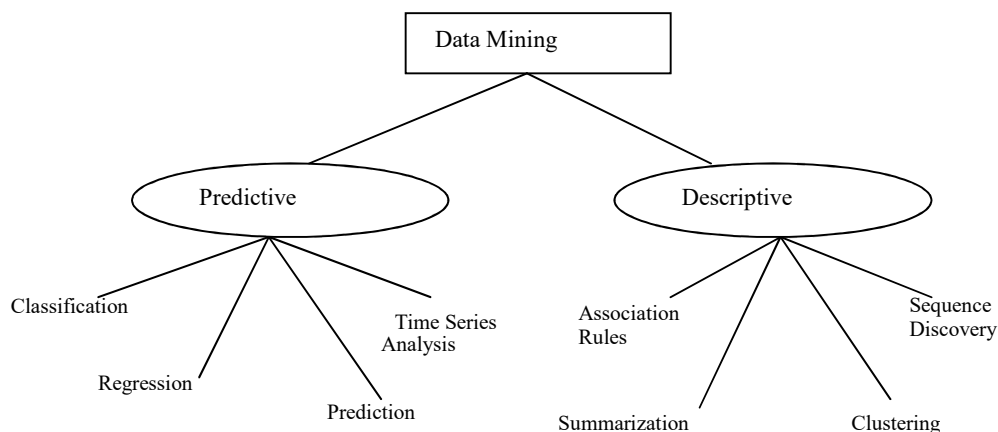 Data Mining
Predictive
Descriptive
Classification
Regression
Prediction
Time Series
Analysis
Association
Rules
Summarization
Clustering
Sequence
Discovery